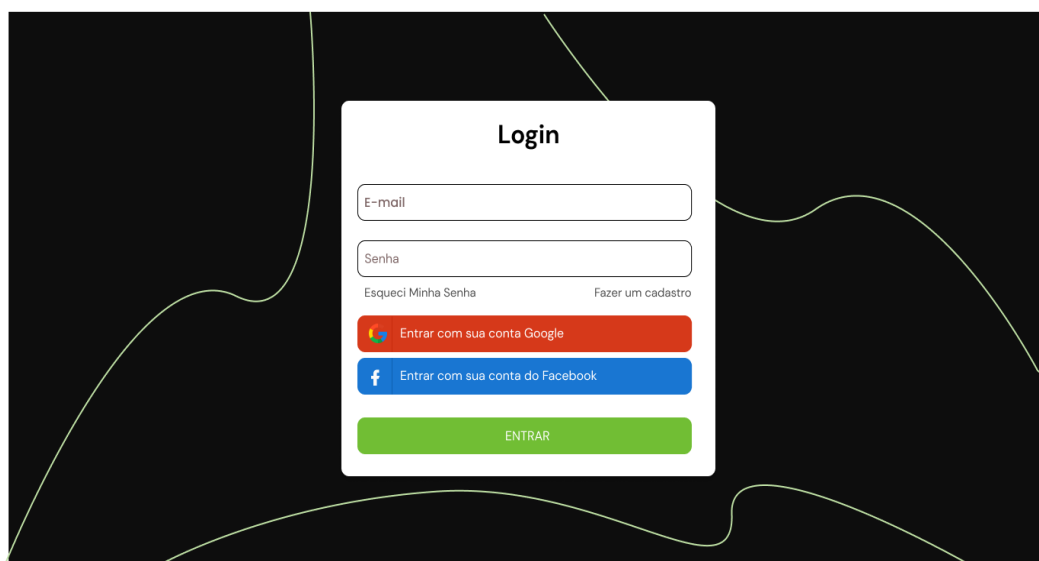 Login
E-mail
Senha
Esqueci Minha Senha
Fazer um cadastro
Entrar com sua conta Google
Entrar com sua conta do Facebook
ENTRAR